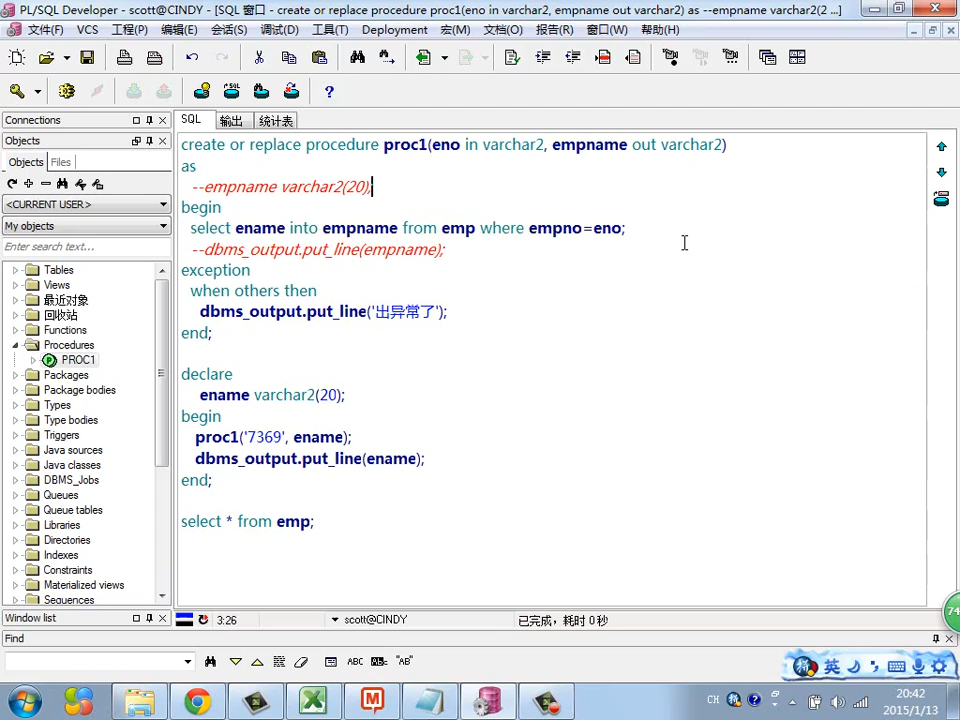 PL/SQL Developer - scott@CINDY - [SQL 窗口 - create or replace procedure proc1(eno in varchar2, empname out varchar2) as --empname varchar2(2 ...]
文件(F) VCS 工程(P) 编辑(E) 会话(S) 调试(D) 工具(T) Deployment 宏(M) 文档(O) 报告(R) 窗口(W) 帮助(H)
Connections
Objects
Objects Files
<CURRENT USER>
My objects
Enter search text...
Tables
Views
最近对象
回收站
Functions
Procedures
PROC1
Packages
Package bodies
Types
Type bodies
Triggers
Java sources
Java classes
DBMS_Jobs
Queues
Queue tables
Libraries
Directories
Indexes
Constraints
Materialized views
Sequences
Window list
SQL 输出 统计表
create or replace procedure proc1(eno in varchar2, empname out varchar2)
as
--empname varchar2(20);
begin
select ename into empname from emp where empno=eno;
--dbms_output.put_line(empname);
exception
when others then
dbms_output.put_line('出异常了');
end;
declare
ename varchar2(20);
begin
proc1('7369', ename);
dbms_output.put_line(ename);
end;
select * from emp;
3:26 scott@CINDY 已完成，耗时 0 秒
74
Find
ABC "AB"
英
CH 20:42
2015/1/13